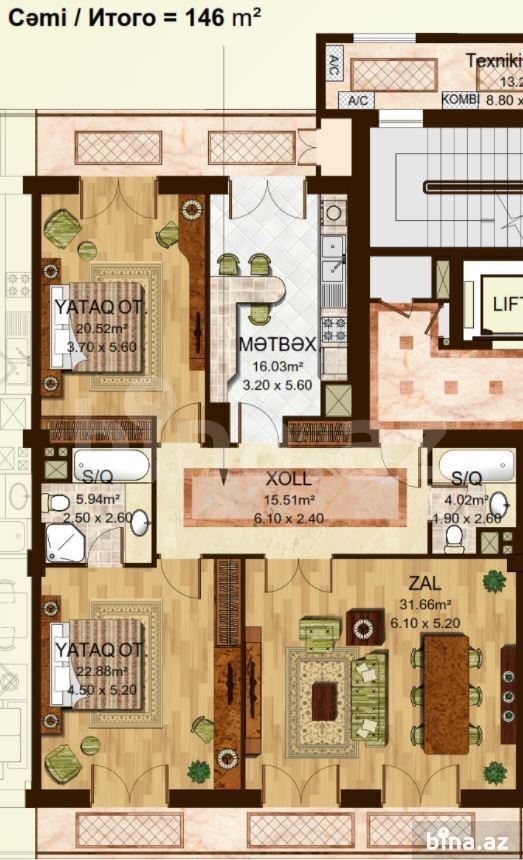 Cəmi / Итого = 146 m²
A/C
A/C
KOMBI
8.80 x
YATAQ OT.
20.52m²
3.70 x 5.60
MƏTBƏX
16.03m²
3.20 x 5.60
LIFT
S/Q
5.94m²
2.50 x 2.60
XOLL
15.51m²
6.10 x 2.40
S/Q
4.02m²
1.90 x 2.60
YATAQ OT.
22.88m²
4.50 x 5.20
ZAL
31.66m²
6.10 x 5.20
bina.az